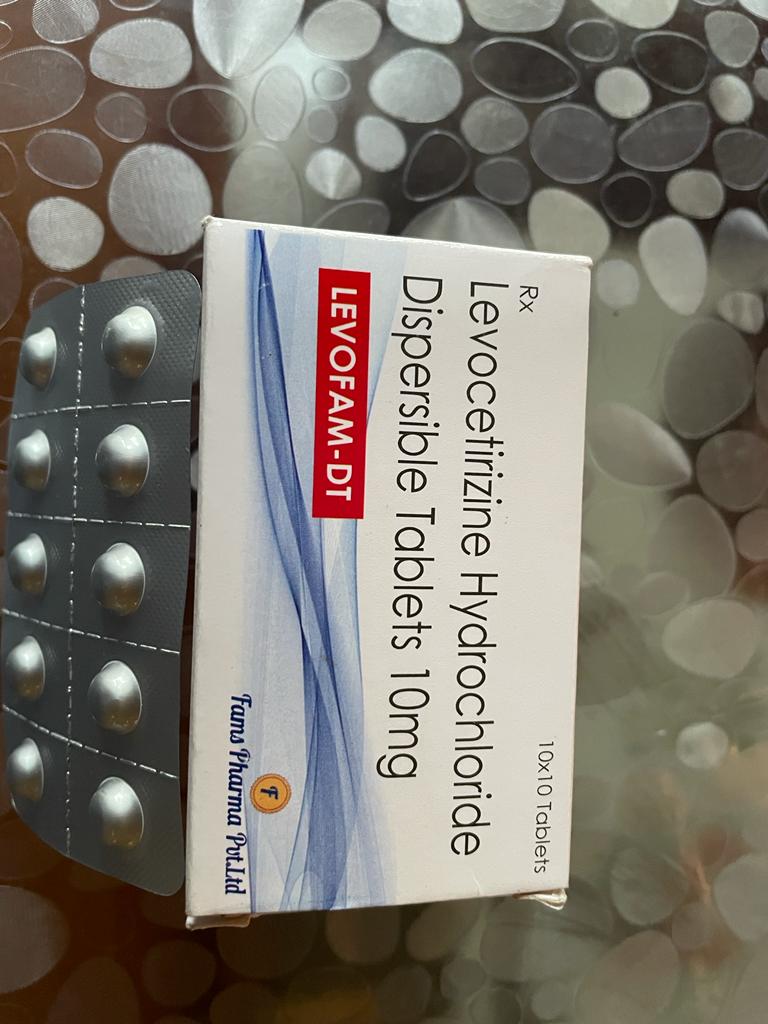 10x10 Tablets
Rx
Levocetirizine Hydrochloride
Dispersible Tablets 10mg
LEVOFAM-DT
F
Fams Pharma Pvt.Ltd